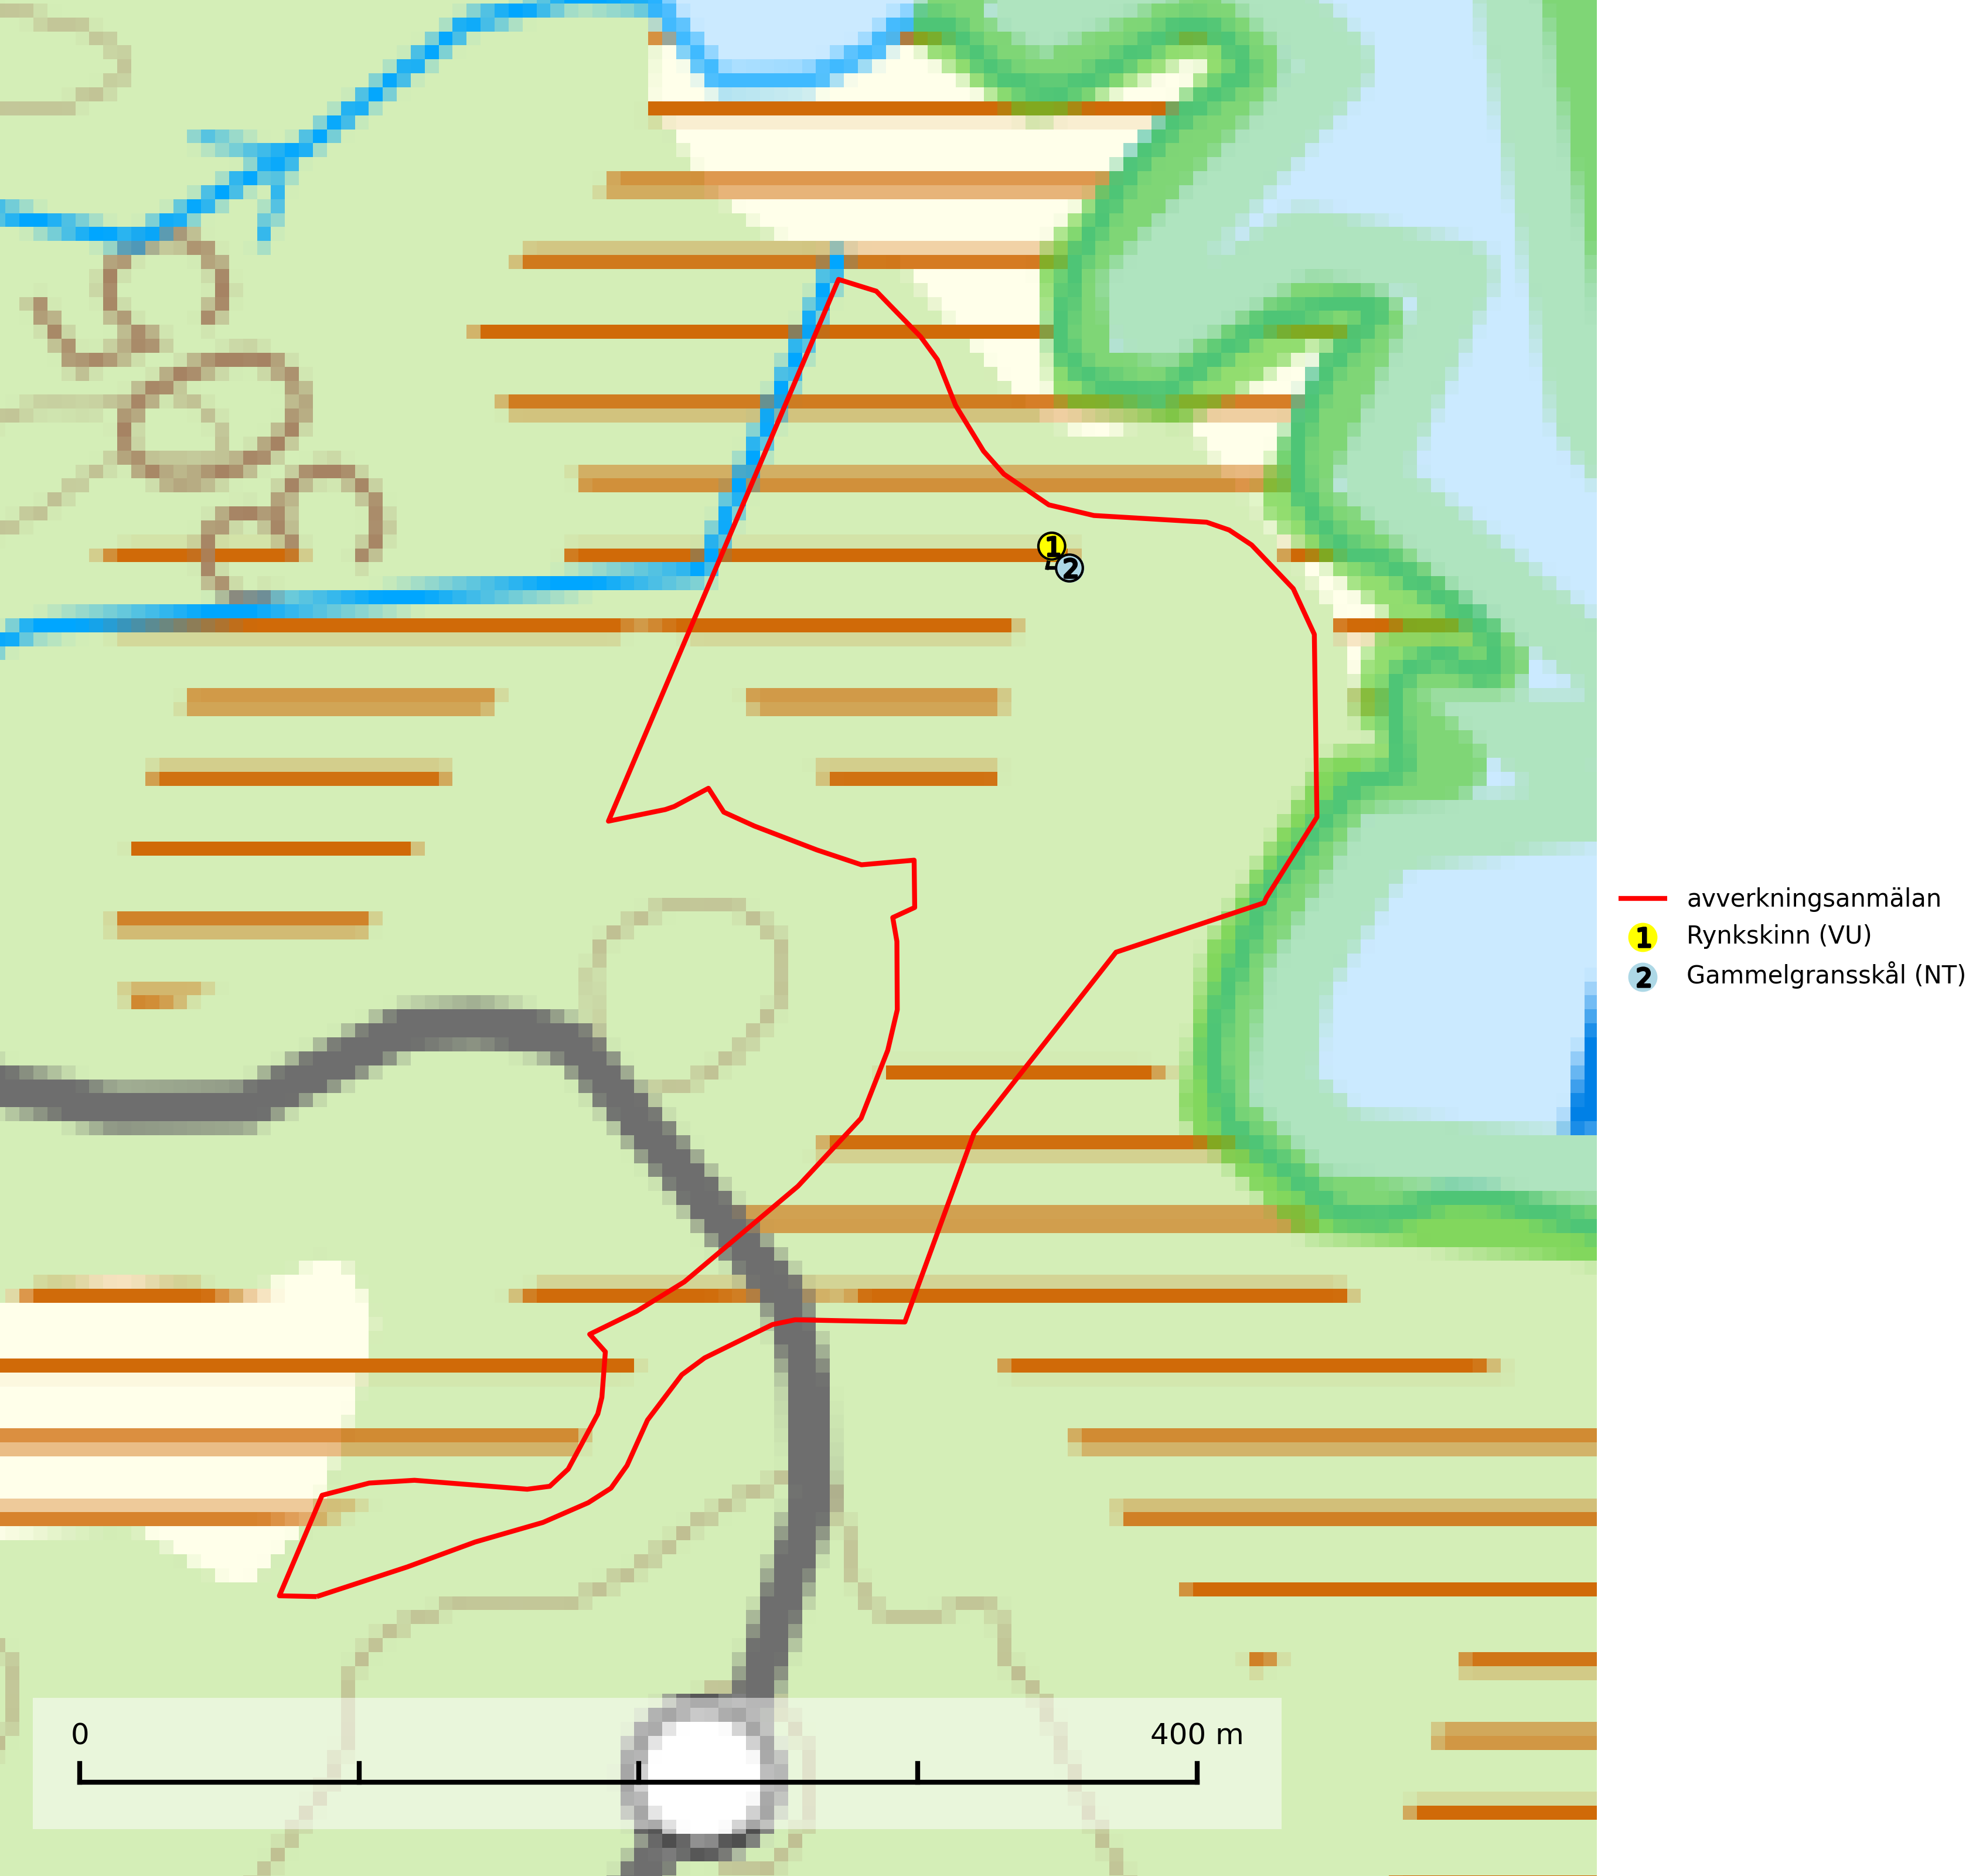 1
2
avverkningsanmälan
1 Rynkskinn (VU)
2 Gammelgransskål (NT)
0 400 m